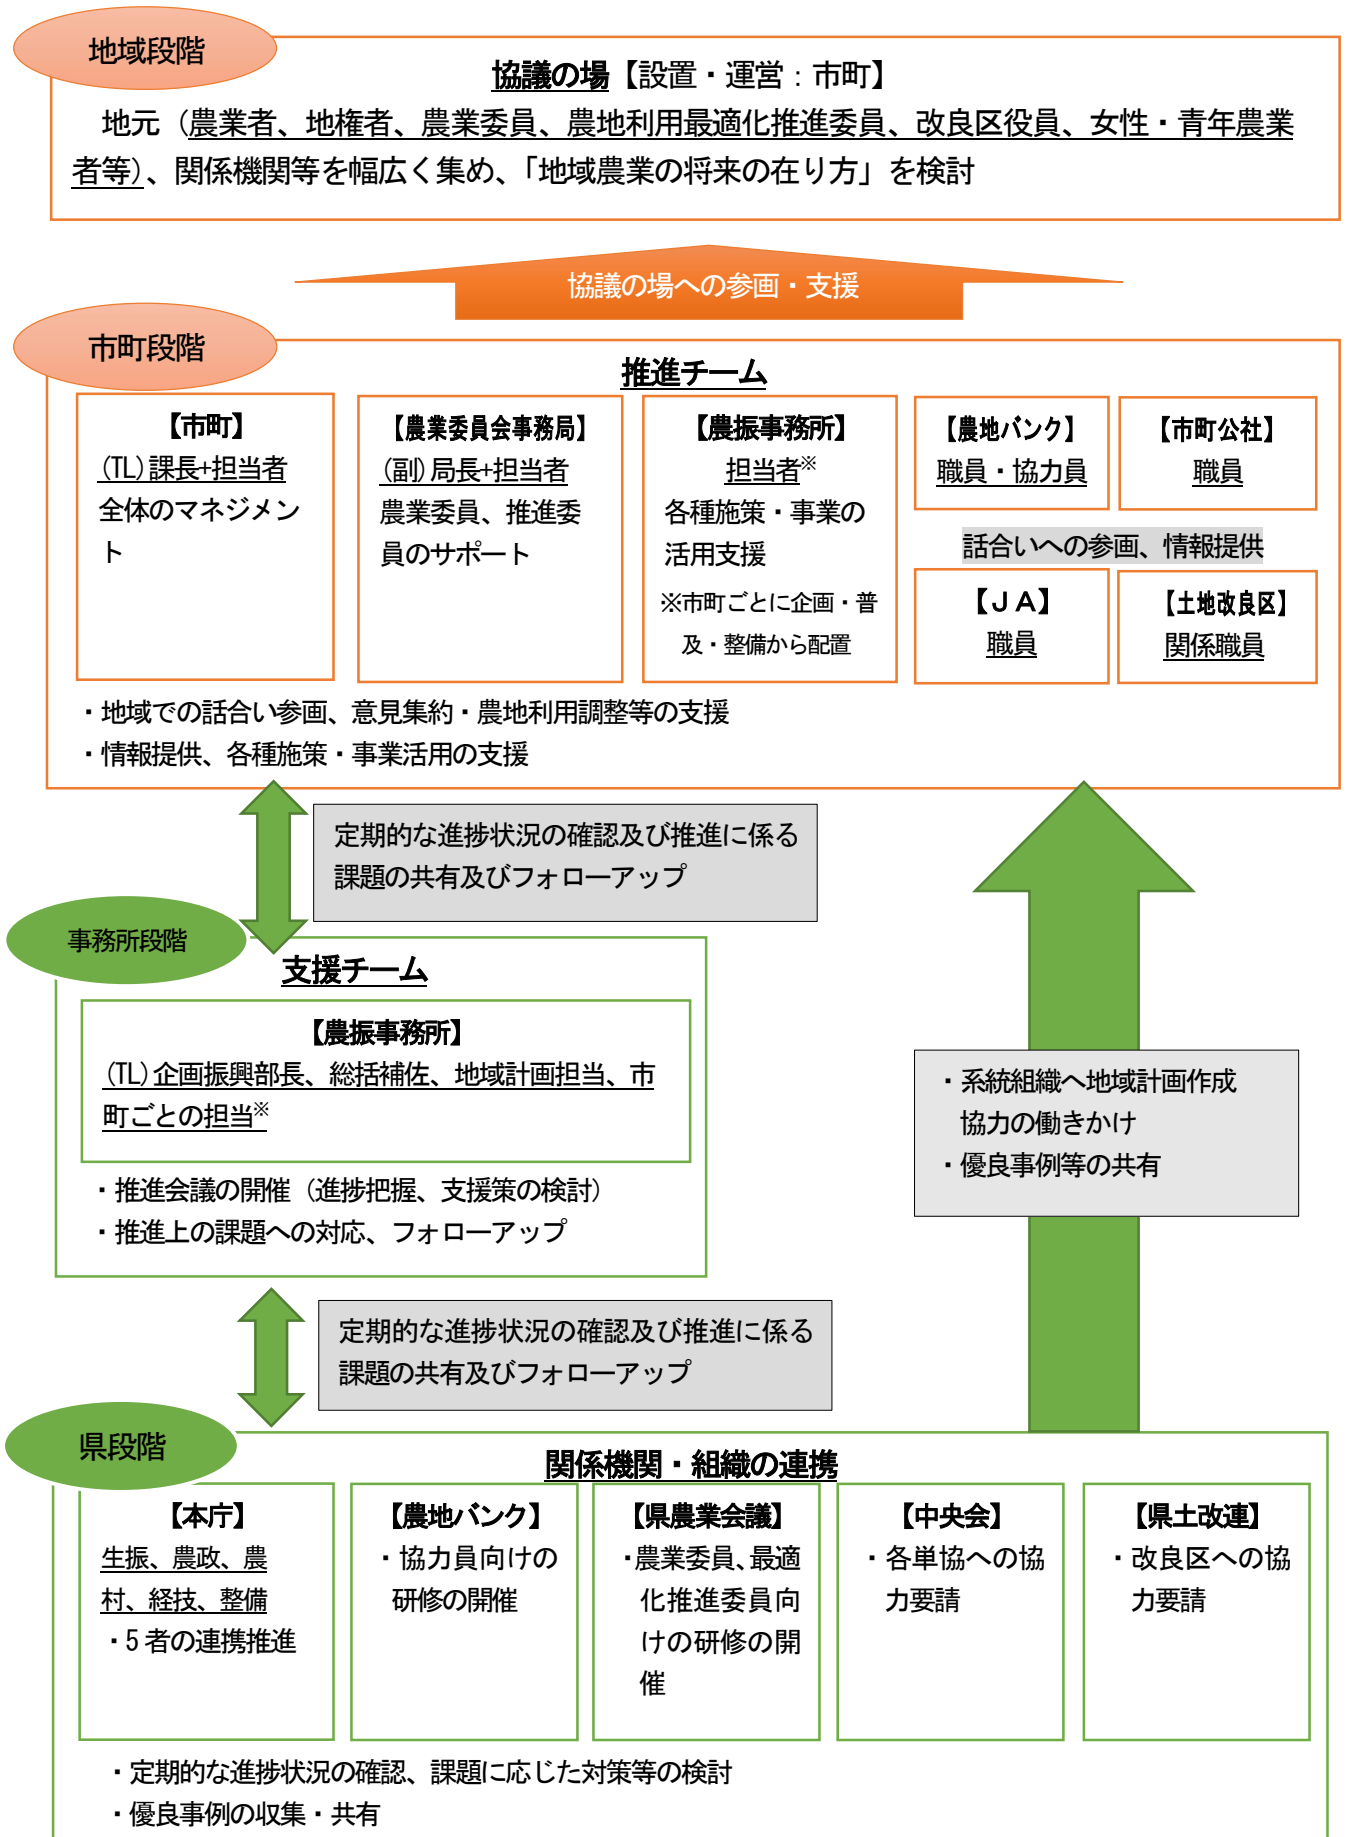 地域段階
協議の場【設置・運営：市町】
地元（農業者、地権者、農業委員、農地利用最適化推進委員、改良区役員、女性・青年農業
者等）、関係機関等を幅広く集め、「地域農業の将来の在り方」を検討
協議の場への参画・支援
市町段階
推進チーム
【市町】
(TL)課長+担当者
全体のマネジメン
ト
【農業委員会事務局】
(副)局長+担当者
農業委員、推進委
員のサポート
【農振事務所】
担当者※
各種施策・事業の
活用支援
※市町ごとに企画・普
及・整備から配置
【農地バンク】
職員・協力員
【市町公社】
職員
話合いへの参画、情報提供
【ＪＡ】
職員
【土地改良区】
関係職員
・地域での話合い参画、意見集約・農地利用調整等の支援
・情報提供、各種施策・事業活用の支援
定期的な進捗状況の確認及び推進に係る
課題の共有及びフォローアップ
事務所段階
支援チーム
【農振事務所】
(TL)企画振興部長、総括補佐、地域計画担当、市
町ごとの担当※
・推進会議の開催（進捗把握、支援策の検討）
・推進上の課題への対応、フォローアップ
・系統組織へ地域計画作成
協力の働きかけ
・優良事例等の共有
定期的な進捗状況の確認及び推進に係る
課題の共有及びフォローアップ
県段階
関係機関・組織の連携
【本庁】
生振、農政、農
村、経技、整備
・5者の連携推進
【農地バンク】
・協力員向けの
研修の開催
【県農業会議】
・農業委員、最適
化推進委員向
けの研修の開
催
【中央会】
・各単協への協
力要請
【県土改連】
・改良区への協
力要請
・定期的な進捗状況の確認、課題に応じた対策等の検討
・優良事例の収集・共有